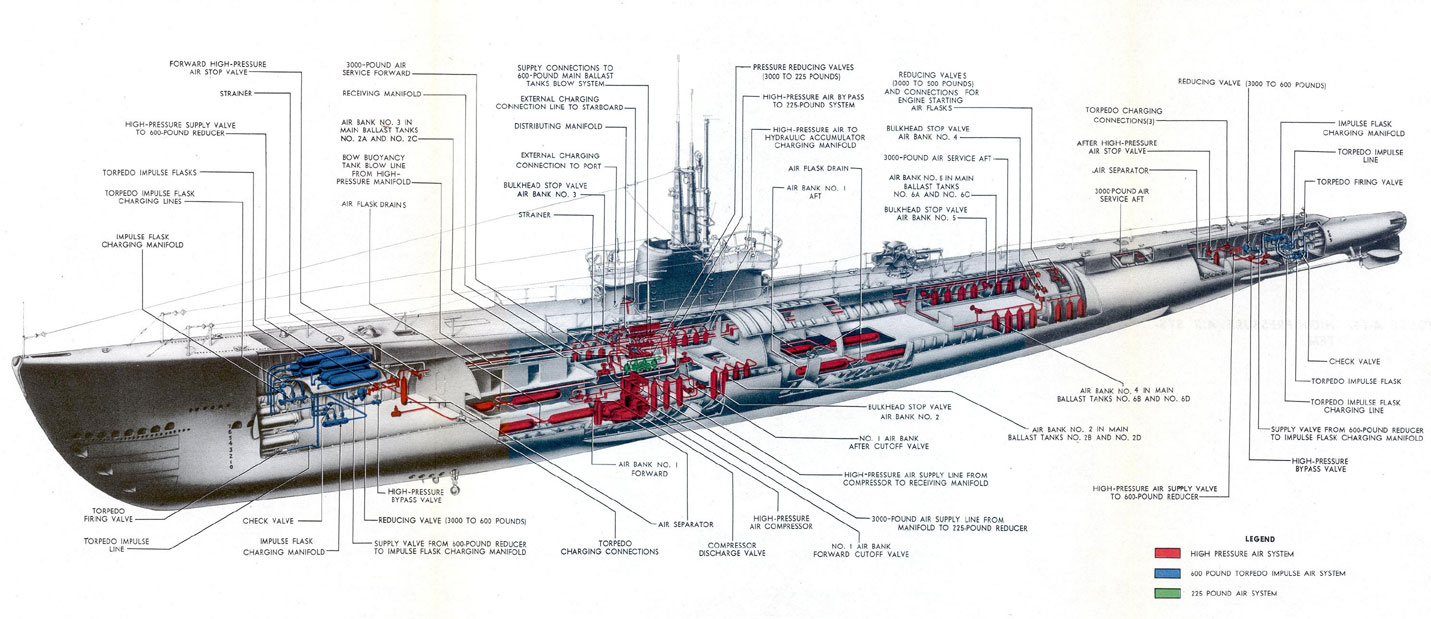 FORWARD HIGH-PRESSURE
AIR STOP VALVE
STRAINER
HIGH-PRESSURE SUPPLY VALVE
TO 600-POUND REDUCER
TORPEDO IMPULSE FLASKS
TORPEDO IMPULSE FLASK
CHARGING LINES
IMPULSE FLASK
CHARGING MANIFOLD
3000-POUND AIR
SERVICE FORWARD
RECEIVING MANIFOLD
AIR BANK NO. 3 IN
MAIN BALLAST TANKS
NO. 2A AND NO. 2C
BOW BUOYANCY
TANK BLOW LINE
FROM HIGH-
PRESSURE MANIFOLD
AIR FLASK DRAINS
SUPPLY CONNECTIONS TO
600-POUND MAIN BALLAST
TANKS BLOW SYSTEM
EXTERNAL CHARGING
CONNECTION LINE TO STARBOARD
DISTRIBUTING MANIFOLD
EXTERNAL CHARGING
CONNECTION TO PORT
BULKHEAD STOP VALVE
AIR BANK NO. 3
STRAINER
PRESSURE REDUCING VALVES
(3000 TO 225 POUNDS)
HIGH-PRESSURE AIR BYPASS
TO 225-POUND SYSTEM
HIGH-PRESSURE AIR TO
HYDRAULIC ACCUMULATOR
CHARGING MANIFOLD
AIR FLASK DRAIN
AIR BANK NO. 1
AFT
REDUCING VALVES
(3000 TO 500 POUNDS)
AND CONNECTIONS FOR
ENGINE STARTING
AIR FLASKS
BULKHEAD STOP VALVE
AIR BANK NO. 4
3000-POUND AIR SERVICE AFT
AIR BANK NO. 5 IN MAIN
BALLAST TANKS
NO. 6A AND NO. 6C
BULKHEAD STOP VALVE
AIR BANK NO. 5
REDUCING VALVE (3000 TO 600 POUNDS)
TORPEDO CHARGING
CONNECTIONS(3)
AFTER HIGH-PRESSURE
AIR STOP VALVE
AIR SEPARATOR
3000-POUND AIR
SERVICE AFT
IMPULSE FLASK
CHARGING MANIFOLD
TORPEDO IMPULSE
LINE
TORPEDO FIRING VALVE
CHECK VALVE
TORPEDO IMPULSE FLASK
TORPEDO IMPULSE FLASK
CHARGING LINE
SUPPLY VALVE FROM 600-POUND REDUCER
TO IMPULSE FLASK CHARGING MANIFOLD
HIGH-PRESSURE
BYPASS VALVE
HIGH-PRESSURE AIR SUPPLY VALVE
TO 600-POUND REDUCER
AIR BANK NO. 4 IN MAIN
BALLAST TANKS NO. 6B AND NO. 6D
AIR BANK NO. 2 IN MAIN
BALLAST TANKS NO. 2B AND NO. 2D
BULKHEAD STOP VALVE
AIR BANK NO. 2
NO. 1 AIR BANK
AFTER CUTOFF VALVE
HIGH-PRESSURE AIR SUPPLY LINE FROM
COMPRESSOR TO RECEIVING MANIFOLD
3000-POUND AIR SUPPLY LINE FROM
MANIFOLD TO 225-POUND REDUCER
NO. 1 AIR BANK
FORWARD CUTOFF VALVE
HIGH-PRESSURE
AIR COMPRESSOR
COMPRESSOR
DISCHARGE VALVE
AIR SEPARATOR
AIR BANK NO. 1
FORWARD
TORPEDO
CHARGING CONNECTIONS
HIGH-PRESSURE
BYPASS VALVE
REDUCING VALVE (3000 TO 600 POUNDS)
SUPPLY VALVE FROM 600-POUND REDUCER
TO IMPULSE FLASK CHARGING MANIFOLD
IMPULSE FLASK
CHARGING MANIFOLD
CHECK VALVE
TORPEDO
FIRING VALVE
TORPEDO IMPULSE
LINE
LEGEND
HIGH PRESSURE AIR SYSTEM
600 POUND TORPEDO IMPULSE AIR SYSTEM
225 POUND AIR SYSTEM